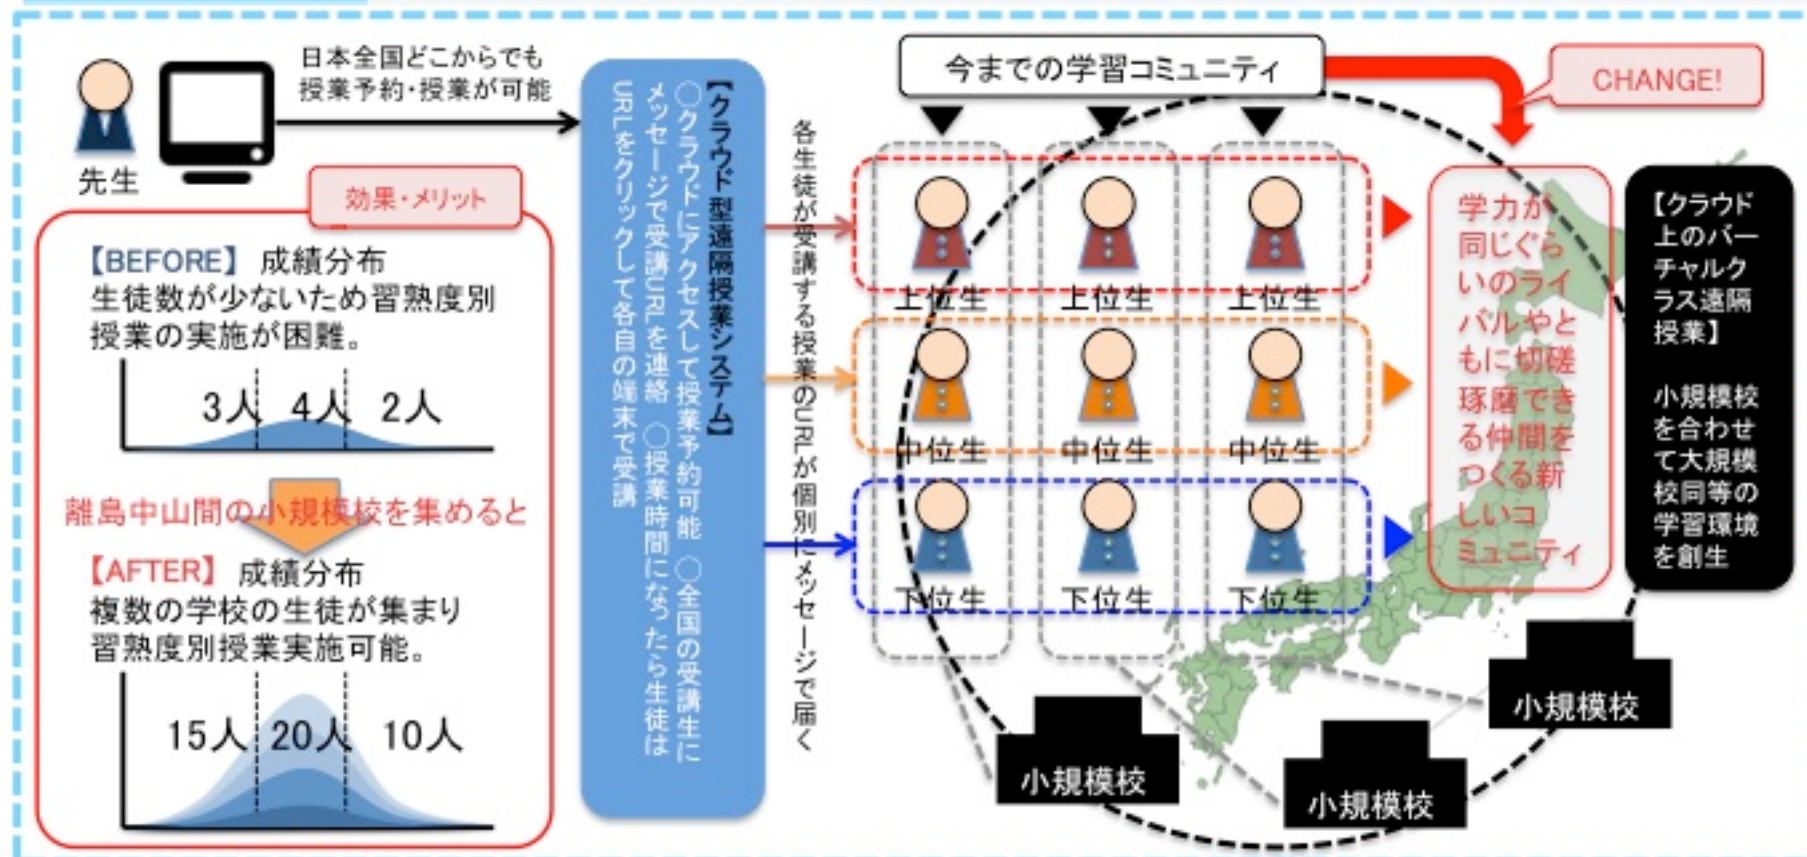 日本全国どこからでも
授業予約・授業が可能
先生
効果・メリット
【BEFORE】 成績分布
生徒数が少ないため習熟度別
授業の実施が困難。
3人 4人 2人
離島中山間の小規模校を集めると
【AFTER】 成績分布
複数の学校の生徒が集まり
習熟度別授業実施可能。
15人 20人 10人
【クラウド型遠隔授業システム】
○クラウドにアクセスして授業予約可能 ○全国の受講生に
メッセージで受講URLを連絡 ○授業時間になったら生徒は
URLをクリックして各自の端末で受講
各生徒が受講する授業のURLが個別にメッセージで届く
今までの学習コミュニティ
CHANGE!
上位生 上位生 上位生
中位生 中位生 中位生
下位生 下位生 下位生
学力が
同じぐら
いのライ
バルやと
もに切磋
琢磨でき
る仲間を
つくる新
しいコ
ミュニティ
【クラウド
上のバー
チャルク
ラス遠隔
授業】
小規模校
を合わせ
て大規模
校同等の
学習環境
を創生
小規模校
小規模校
小規模校